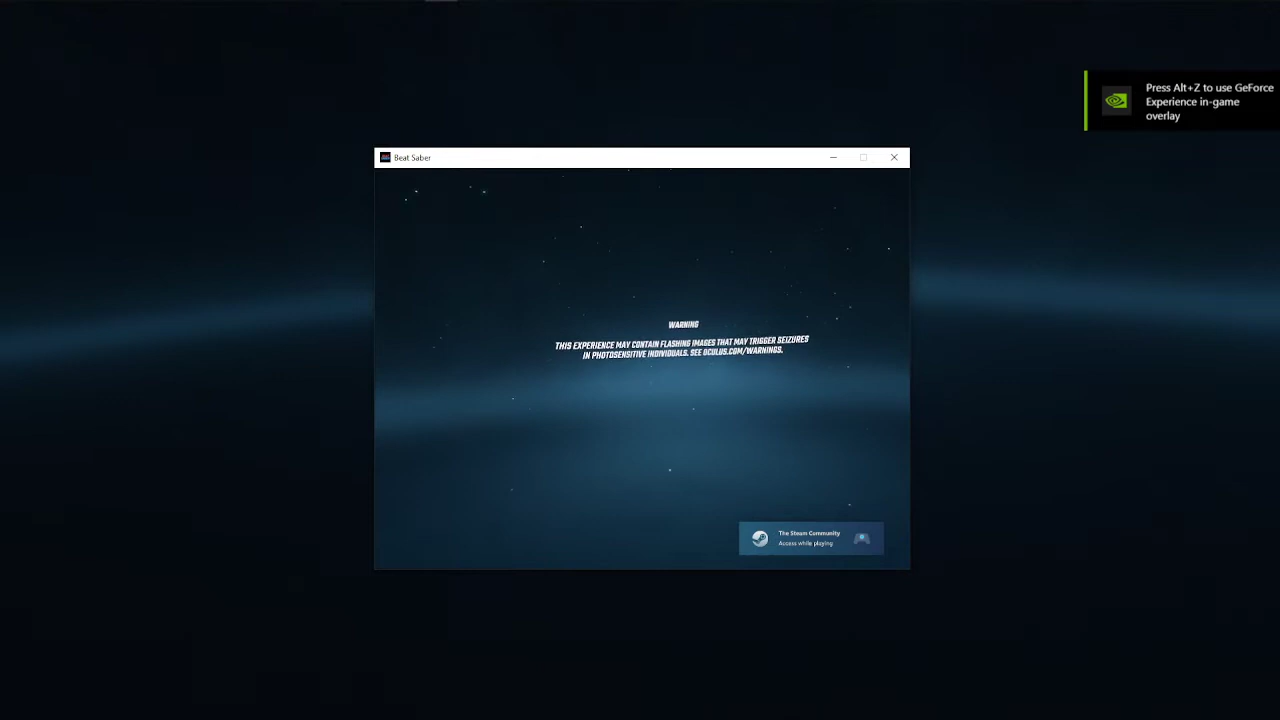 Press Alt+Z to use GeForce
Experience in-game
overlay
Beat Saber
WARNING
THIS EXPERIENCE MAY CONTAIN FLASHING IMAGES THAT MAY TRIGGER SEIZURES
IN PHOTOSENSITIVE INDIVIDUALS. SEE OCULUS.COM/WARNINGS.
The Steam Community
Access while playing